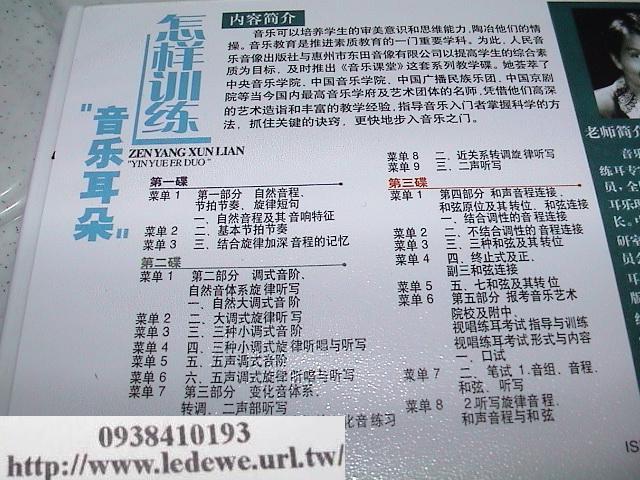 怎样训练
"音乐耳朵"
ZEN YANG XUN LIAN
"YIN YUE ER DUO"
内容简介
音乐可以培养学生的审美意识和思维能力,陶冶他们的情
操。音乐教育是推进素质教育的一门重要学科。为此,人民音
乐音像出版社与惠州市东田音像有限公司以提高学生的综合素
质为目标,及时推出《音乐课堂》这套系列教学碟。她荟萃了
中央音乐学院、中国音乐学院、中国广播民族乐团、中国京剧
院等当今国内最高音乐学府及艺术团体的名师,凭借他们高深
的艺术造诣和丰富的教学经验,指导音乐入门者掌握科学的方
法,抓住关键的诀窍,更快地步入音乐之门。
第一碟
菜单1 第一部分 自然音程、
节拍节奏、旋律短句
一、自然音程及其音响特征
菜单2 二、基本节拍节奏
菜单3 三、结合旋律加深音程的记忆
第二碟
菜单1 第二部分 调式音阶、
自然音体系旋律听写
一、自然大调式音阶
菜单2 二、大调式旋律听写
菜单3 三、三种小调式音阶
菜单4 四、三种小调式旋律听唱与听写
菜单5 五、五声调式音阶
菜单6 六、五声调式旋律听唱与听写
菜单7 第三部分 变化音体系、
转调、二声部听写
化音练习
菜单8 二、近关系转调旋律听写
菜单9 三、二声听写
第三碟
菜单1 第四部分 和声音程连接、
和弦原位及其转位、和弦连接
一、结合调性的音程连接
菜单2 二、不结合调性的音程连接
菜单3 三、三种和弦及其转位
菜单4 四、终止式及正、
副三和弦连接
菜单5 五、七和弦及其转位
菜单6 第五部分 报考音乐艺术
院校及附中、
视唱练耳考试指导与训练
视唱练耳考试形式与内容
一、口试
菜单7 二、笔试 1.音组、音程、
和弦、听写
菜单8 2.听写旋律音程、
和声音程与和弦
老师简介
0938410193
http://www.ledewe.url.tw/